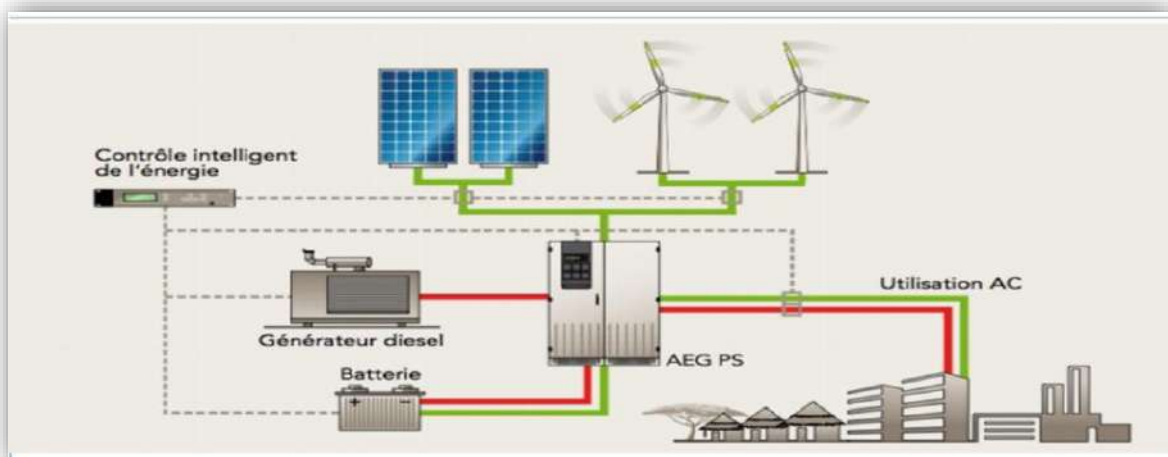 Contrôle intelligent
de l'énergie
Utilisation AC
Générateur diesel
AEG PS
Batterie
+ –